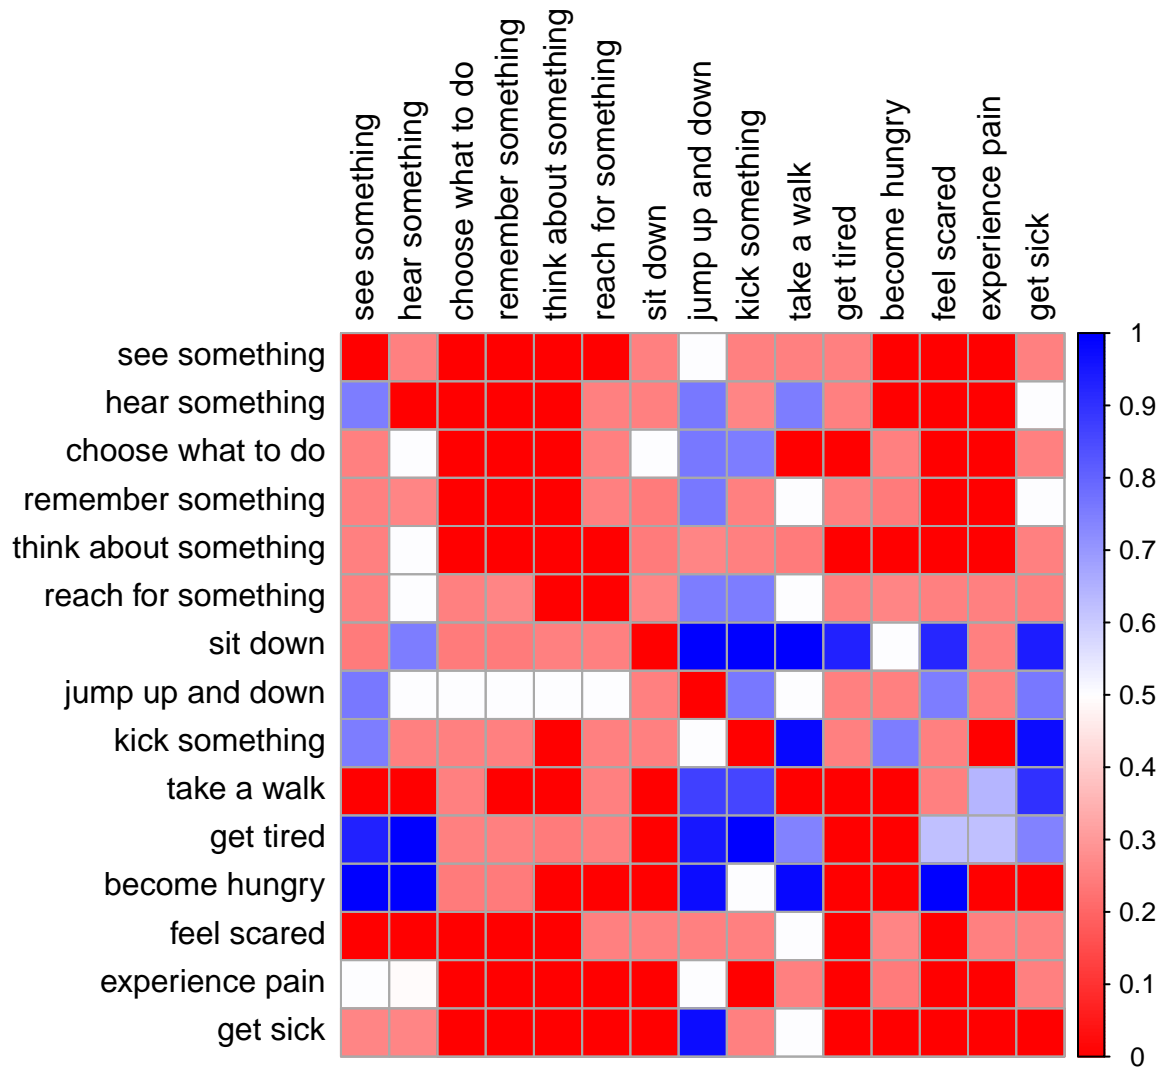 see something
hear something
choose what to do
remember something
think about something
reach for something
sit down
jump up and down
kick something
take a walk
get tired
become hungry
feel scared
experience pain
get sick
see something
hear something
choose what to do
remember something
think about something
reach for something
sit down
jump up and down
kick something
take a walk
get tired
become hungry
feel scared
experience pain
get sick
1
0.9
0.8
0.7
0.6
0.5
0.4
0.3
0.2
0.1
0